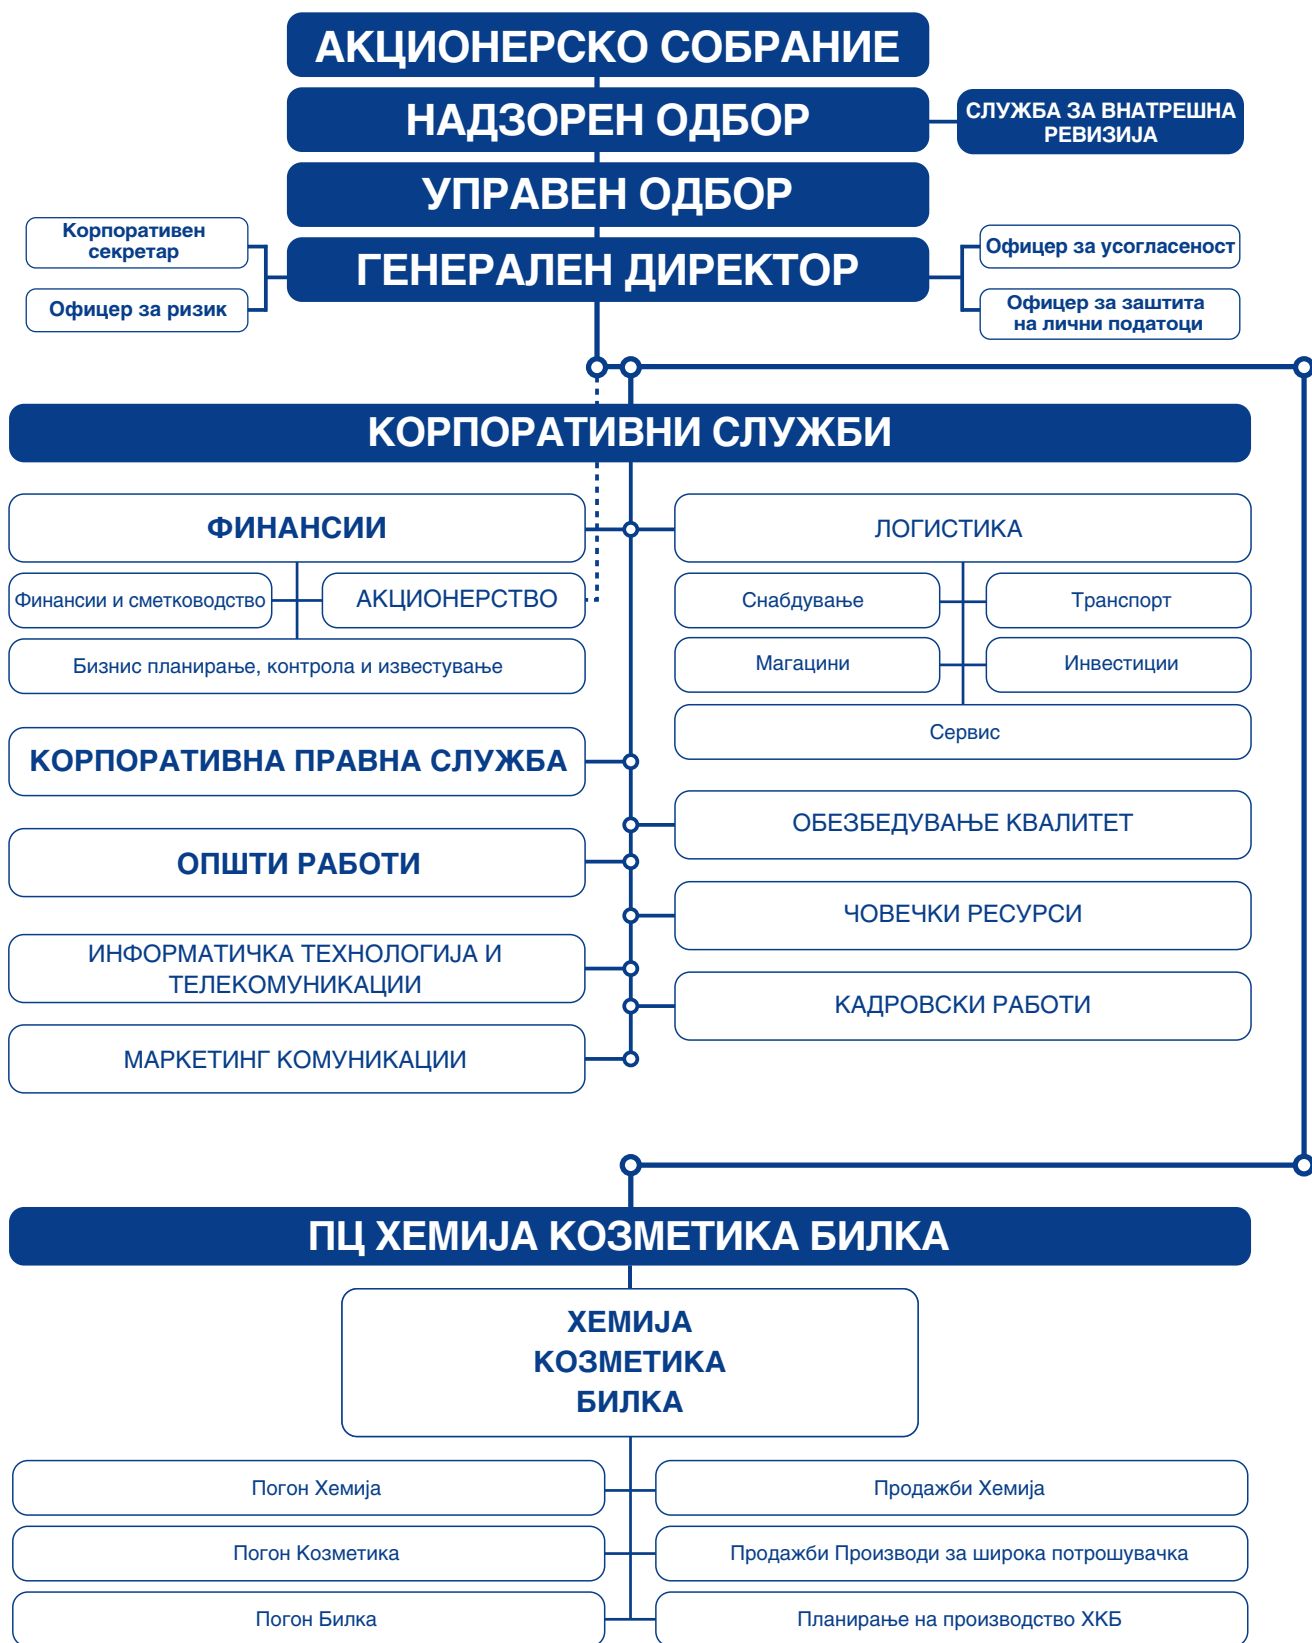 АКЦИОНЕРСКО СОБРАНИЕ
НАДЗОРЕН ОДБОР
СЛУЖБА ЗА ВНАТРЕШНА
РЕВИЗИЈА
УПРАВЕН ОДБОР
Корпоративен
секретар
Офицер за ризик
ГЕНЕРАЛЕН ДИРЕКТОР
Офицер за усогласеност
Офицер за заштита
на лични податоци
КОРПОРАТИВНИ СЛУЖБИ
ФИНАНСИИ
Финансии и сметководство
АКЦИОНЕРСТВО
Бизнис планирање, контрола и известување
КОРПОРАТИВНА ПРАВНА СЛУЖБА
ОПШТИ РАБОТИ
ИНФОРМАТИЧКА ТЕХНОЛОГИЈА И
ТЕЛЕКОМУНИКАЦИИ
МАРКЕТИНГ КОМУНИКАЦИИ
ЛОГИСТИКА
Снабдување
Транспорт
Магацини
Инвестиции
Сервис
ОБЕЗБЕДУВАЊЕ КВАЛИТЕТ
ЧОВЕЧКИ РЕСУРСИ
КАДРОВСКИ РАБОТИ
ПЦ ХЕМИЈА КОЗМЕТИКА БИЛКА
ХЕМИЈА
КОЗМЕТИКА
БИЛКА
Погон Хемија
Продажби Хемија
Погон Козметика
Продажби Производи за широка потрошувачка
Погон Билка
Планирање на производство ХКБ